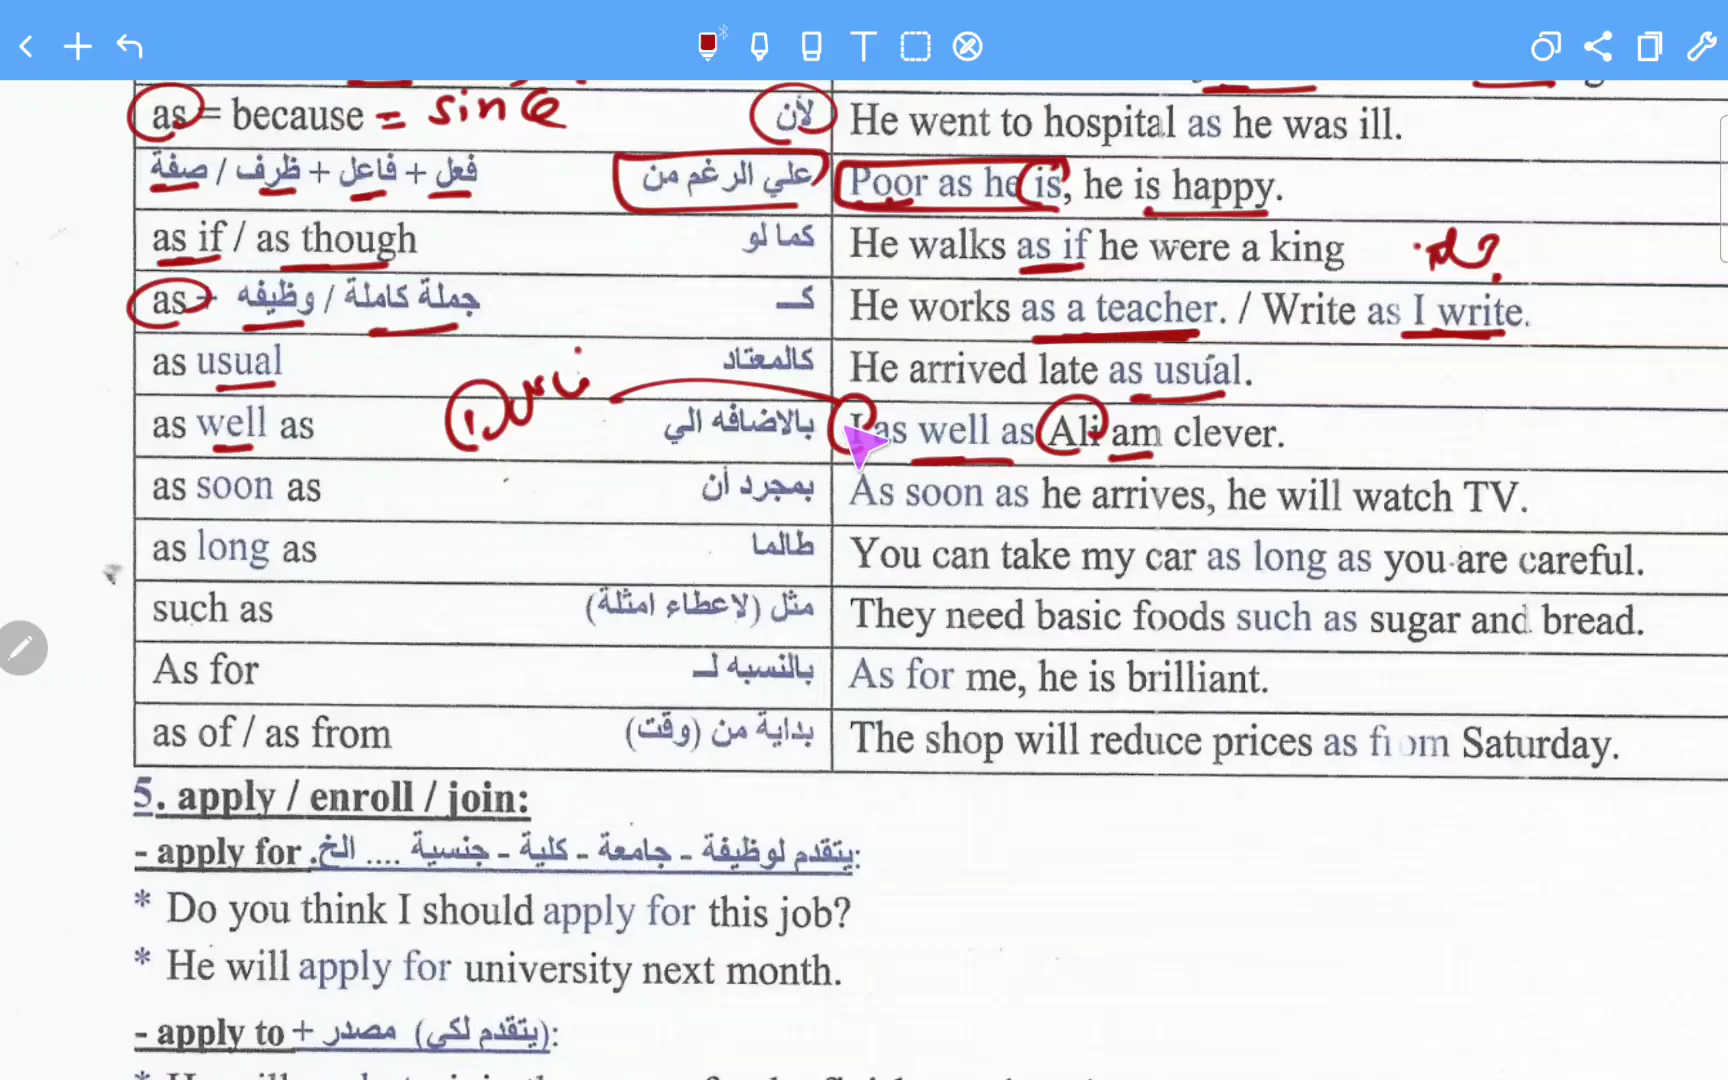 as = because = since لأن He went to hospital as he was ill.
صفة / ظرف + فاعل + فعل علي الرغم من Poor as he is, he is happy.
as if / as though كما لو He walks as if he were a king
as + وظيفه / جملة كاملة كـ He works as a teacher. / Write as I write.
as usual كالمعتاد He arrived late as usual.
as well as بالاضافه الي I as well as Ali am clever.
as soon as بمجرد أن As soon as he arrives, he will watch TV.
as long as طالما You can take my car as long as you are careful.
such as مثل (لاعطاء امثلة) They need basic foods such as sugar and bread.
As for بالنسبه لـ As for me, he is brilliant.
as of / as from بداية من (وقت) The shop will reduce prices as from Saturday.
5. apply / enroll / join:
- apply for يتقدم لوظيفة - جامعة - كلية - جنسية .... الخ.:
* Do you think I should apply for this job?
* He will apply for university next month.
- apply to + مصدر (يتقدم لكي):